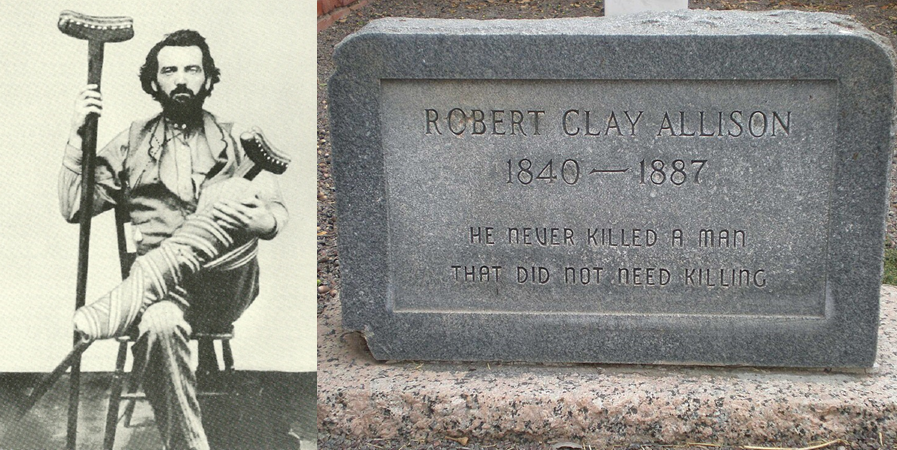 ROBERT CLAY ALLISON
1840 — 1887
HE NEVER KILLED A MAN
THAT DID NOT NEED KILLING